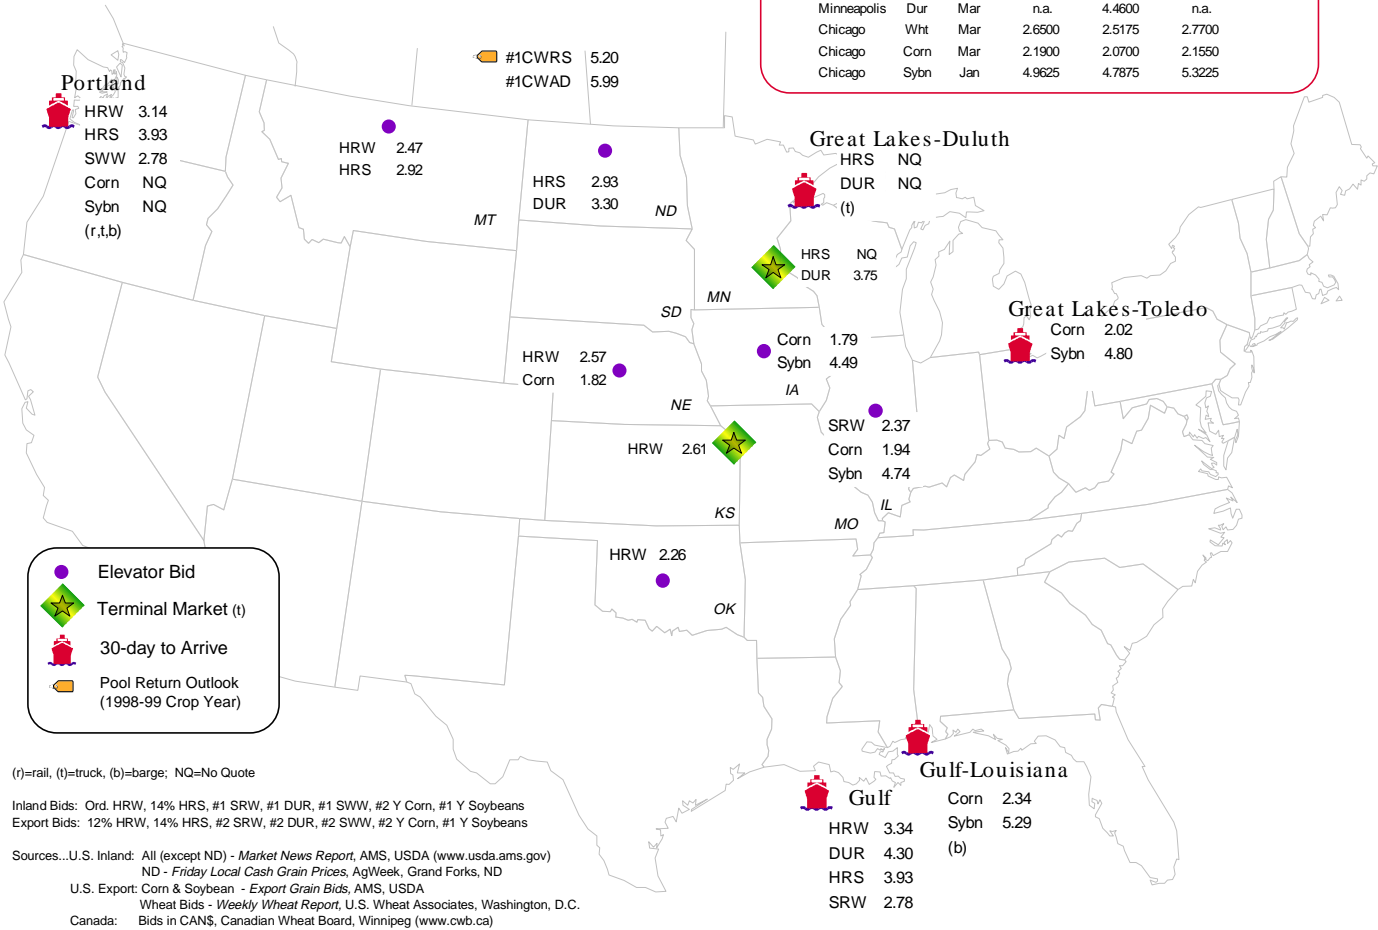 Minneapolis Dur Mar n.a. 4.4600 n.a.
Chicago Wht Mar 2.6500 2.5175 2.7700
Chicago Corn Mar 2.1900 2.0700 2.1550
Chicago Sybn Jan 4.9625 4.7875 5.3225
#1CWRS 5.20
#1CWAD 5.99
Portland
HRW 3.14
HRS 3.93
SWW 2.78
Corn NQ
Sybn NQ
(r,t,b)
HRW 2.47
HRS 2.92
MT
HRS 2.93
DUR 3.30
ND
Great Lakes-Duluth
HRS NQ
DUR NQ
(t)
HRS NQ
DUR 3.75
MN
SD
Great Lakes-Toledo
Corn 2.02
Sybn 4.80
Corn 1.79
Sybn 4.49
IA
HRW 2.57
Corn 1.82
NE
SRW 2.37
Corn 1.94
Sybn 4.74
IL
HRW 2.61
KS
MO
HRW 2.26
OK
Elevator Bid
Terminal Market (t)
30-day to Arrive
Pool Return Outlook
(1998-99 Crop Year)
Gulf-Louisiana
Corn 2.34
Sybn 5.29
(b)
Gulf
HRW 3.34
DUR 4.30
HRS 3.93
SRW 2.78
(r)=rail, (t)=truck, (b)=barge; NQ=No Quote
Inland Bids: Ord. HRW, 14% HRS, #1 SRW, #1 DUR, #1 SWW, #2 Y Corn, #1 Y Soybeans
Export Bids: 12% HRW, 14% HRS, #2 SRW, #2 DUR, #2 SWW, #2 Y Corn, #1 Y Soybeans
Sources...U.S. Inland: All (except ND) - Market News Report, AMS, USDA (www.usda.ams.gov)
ND - Friday Local Cash Grain Prices, AgWeek, Grand Forks, ND
U.S. Export: Corn & Soybean - Export Grain Bids, AMS, USDA
Wheat Bids - Weekly Wheat Report, U.S. Wheat Associates, Washington, D.C.
Canada: Bids in CAN$, Canadian Wheat Board, Winnipeg (www.cwb.ca)